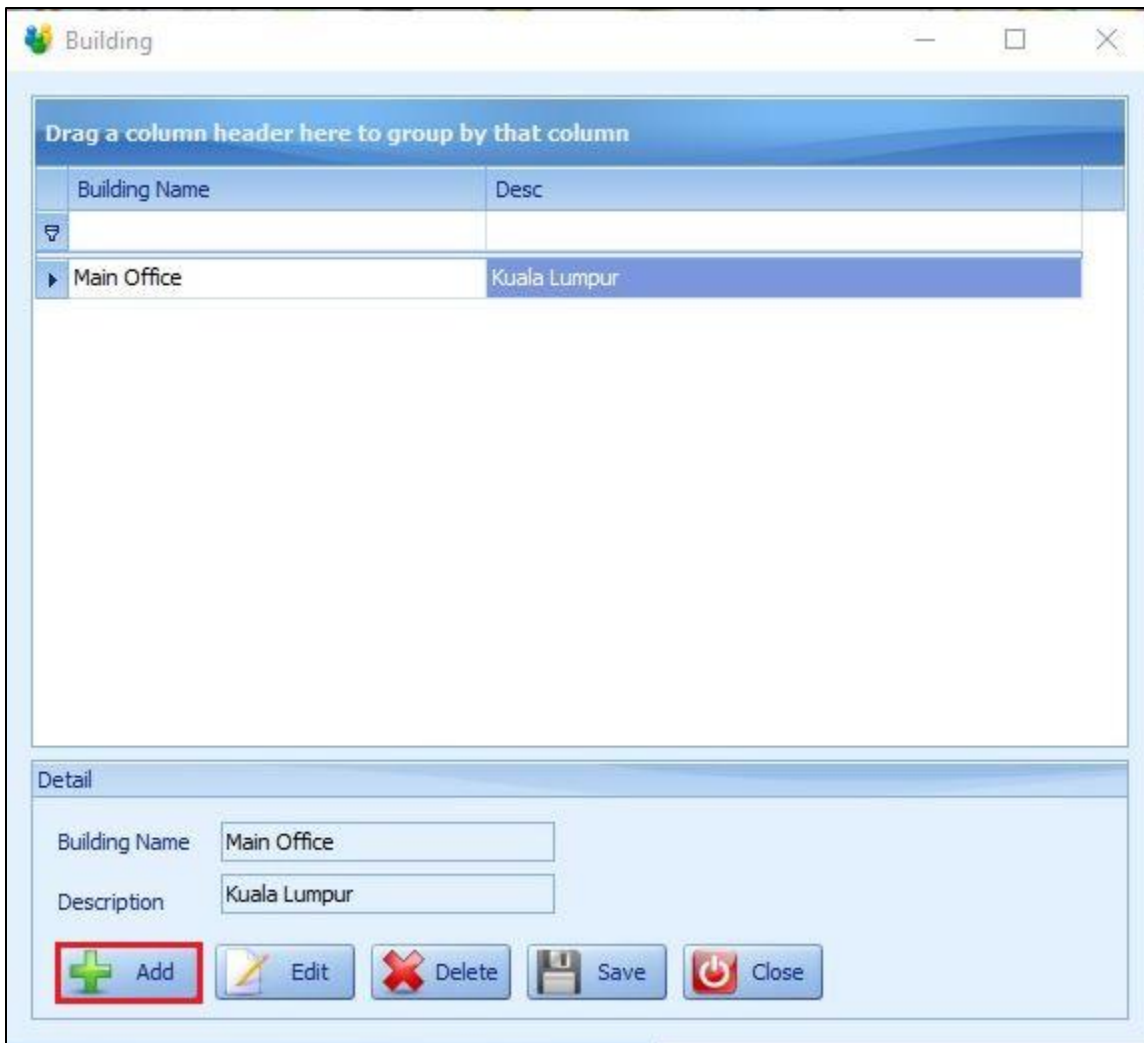 Building
Drag a column header here to group by that column
Building Name Desc
Main Office Kuala Lumpur
Detail
Building Name Main Office
Description Kuala Lumpur
Add Edit Delete Save Close